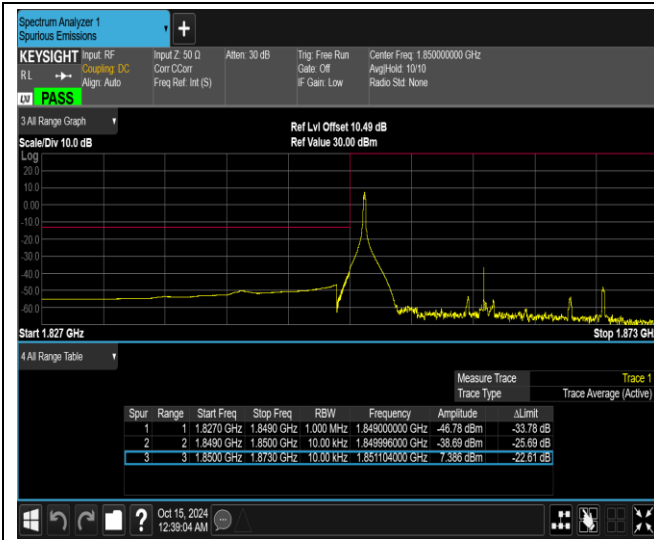 Spectrum Analyzer 1
Spurious Emissions
+
KEYSIGHT Input: RF Input Z: 50 Ω Atten: 30 dB Trig: Free Run Center Freq: 1.850000000 GHz
RL Coupling: DC Corr CCorr Gate: Off Avg|Hold: 10/10
Align: Auto Freq Ref: Int (S) IF Gain: Low Radio Std: None
LXI PASS
3 All Range Graph
Ref Lvl Offset 10.49 dB
Scale/Div 10.0 dB Ref Value 30.00 dBm
Log
20.0
10.0
0.00
-10.0
-20.0
-30.0
-40.0
-50.0
-60.0
Start 1.827 GHz Stop 1.873 GH
4 All Range Table
Measure Trace Trace 1
Trace Type Trace Average (Active)
Spur Range Start Freq Stop Freq RBW Frequency Amplitude ΔLimit
1 1 1.8270 GHz 1.8490 GHz 1.000 MHz 1.849000000 GHz -46.78 dBm -33.78 dB
2 2 1.8490 GHz 1.8500 GHz 10.00 kHz 1.849996000 GHz -38.69 dBm -25.69 dB
3 3 1.8500 GHz 1.8730 GHz 10.00 kHz 1.851104000 GHz 7.386 dBm -22.61 dB
? Oct 15, 2024
12:39:04 AM